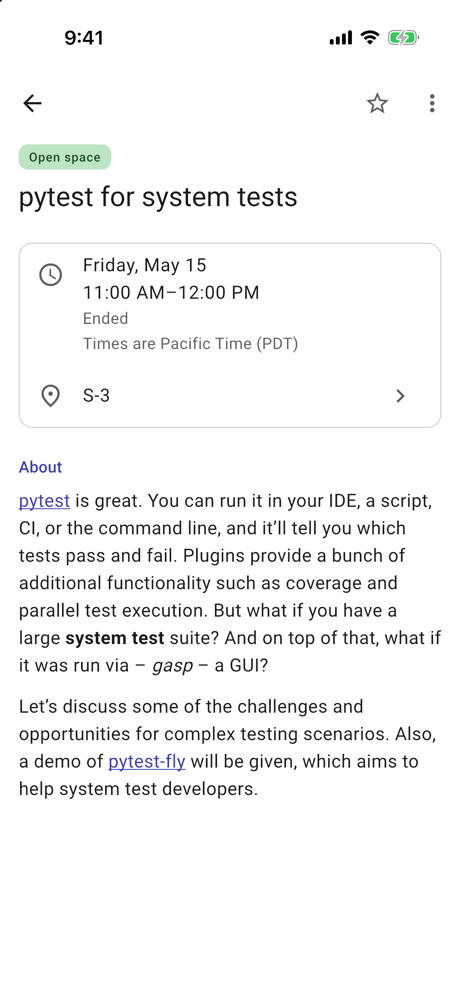 9:41
Open space
pytest for system tests
Friday, May 15
11:00 AM–12:00 PM
Ended
Times are Pacific Time (PDT)
S-3
About
pytest is great. You can run it in your IDE, a script,
CI, or the command line, and it’ll tell you which
tests pass and fail. Plugins provide a bunch of
additional functionality such as coverage and
parallel test execution. But what if you have a
large system test suite? And on top of that, what if
it was run via – gasp – a GUI?
Let’s discuss some of the challenges and
opportunities for complex testing scenarios. Also,
a demo of pytest-fly will be given, which aims to
help system test developers.